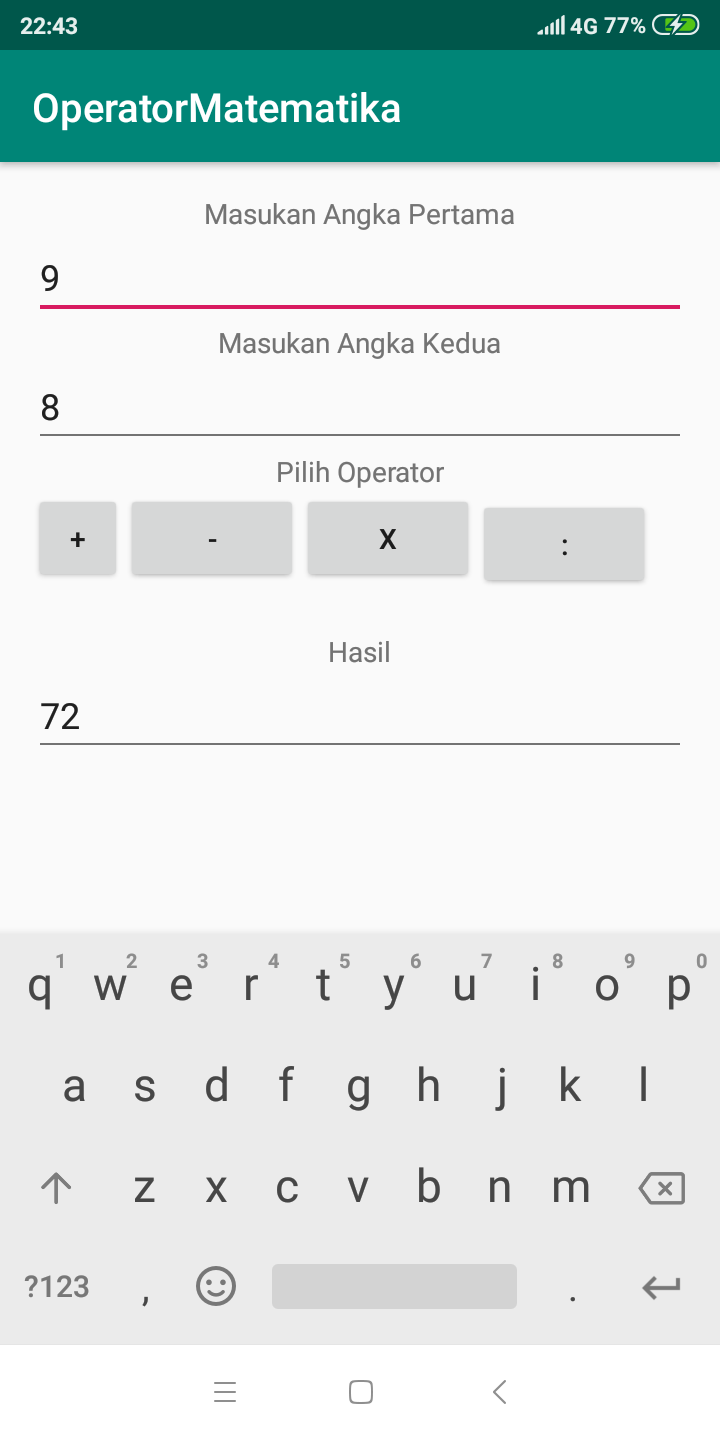 22:43 4G 77%
OperatorMatematika
Masukan Angka Pertama
9
Masukan Angka Kedua
8
Pilih Operator
+ - X :
Hasil
72
1 2 3 4 5 6 7 8 9 0
q w e r t y u i o p
a s d f g h j k l
z x c v b n m
?123 , .